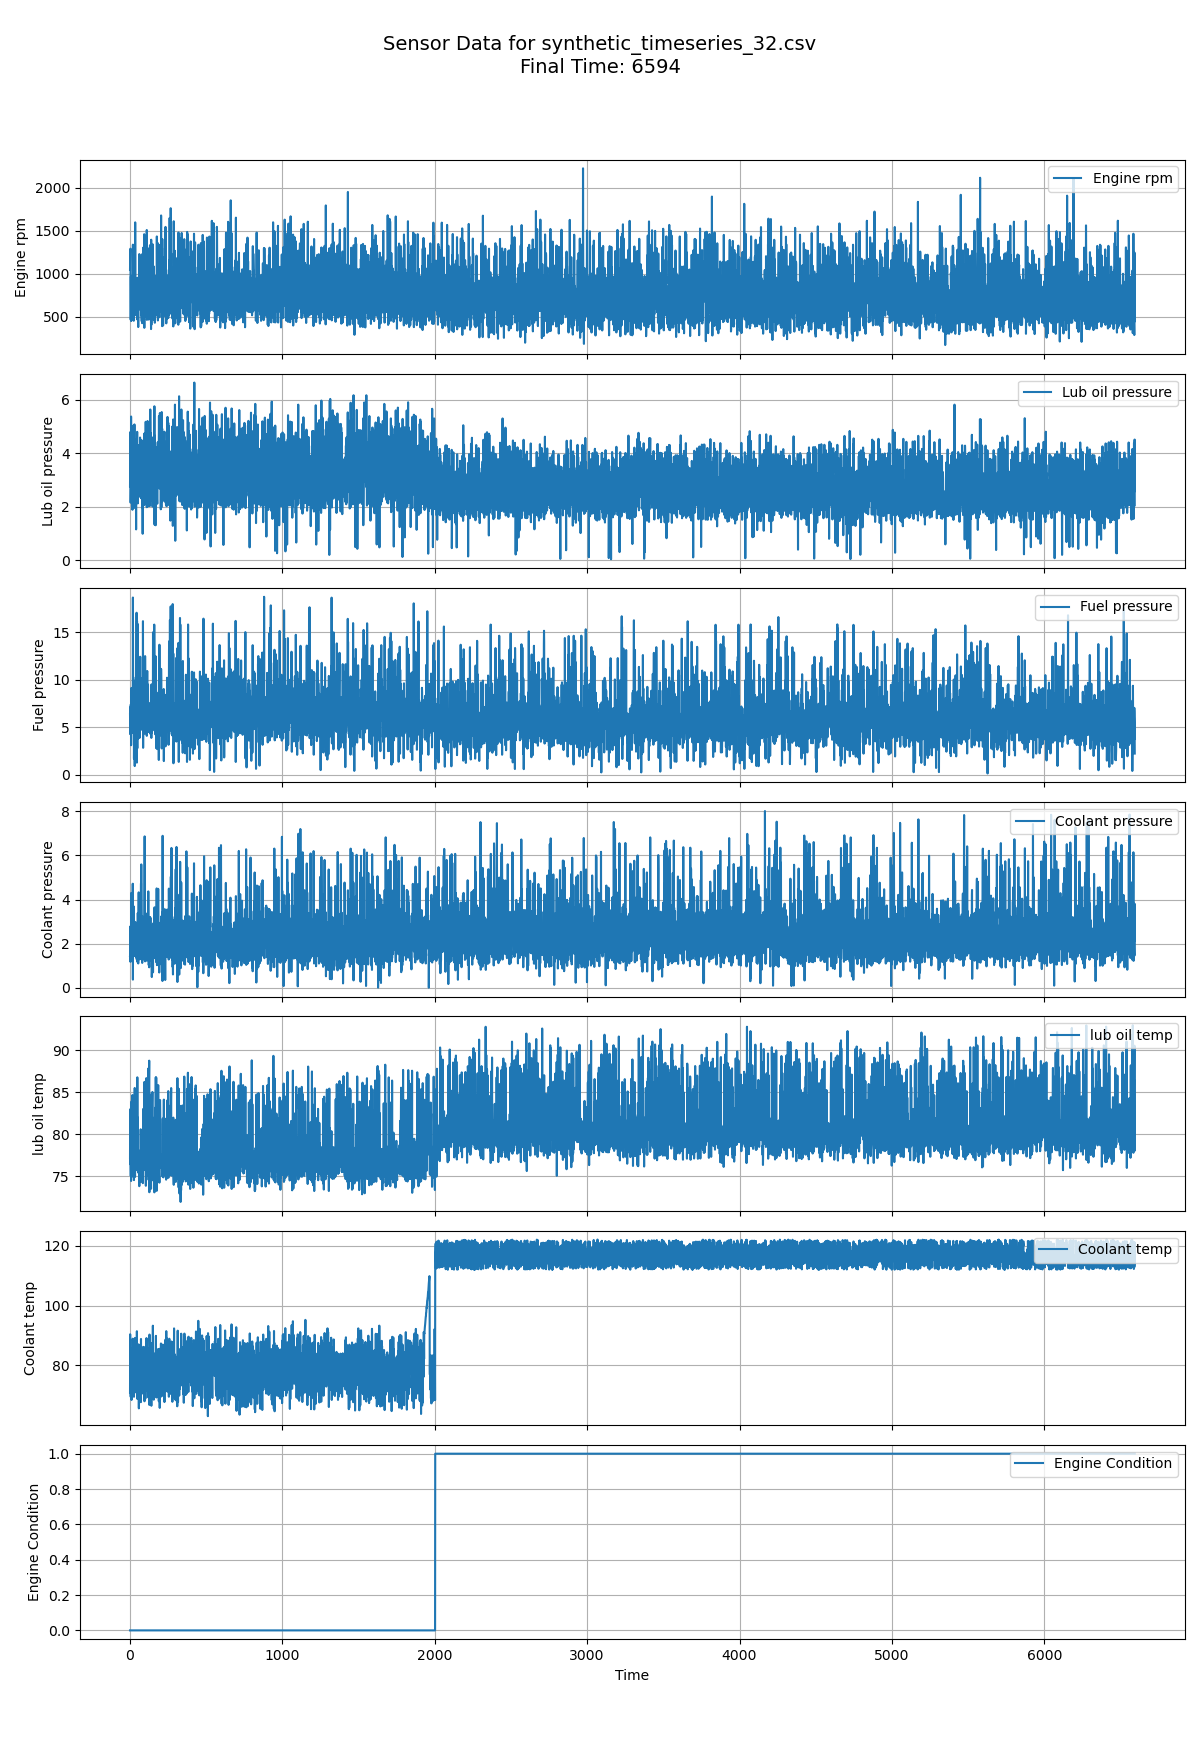 Sensor Data for synthetic_timeseries_32.csv
Final Time: 6594
Engine rpm
2000
1500
1000
500
Engine rpm
Lub oil pressure
6
4
2
0
Lub oil pressure
Fuel pressure
15
10
5
0
Fuel pressure
Coolant pressure
8
6
4
2
0
Coolant pressure
lub oil temp
90
85
80
75
lub oil temp
Coolant temp
120
100
80
Coolant temp
Engine Condition
1.0
0.8
0.6
0.4
0.2
0.0
Engine Condition
0 1000 2000 3000 4000 5000 6000
Time